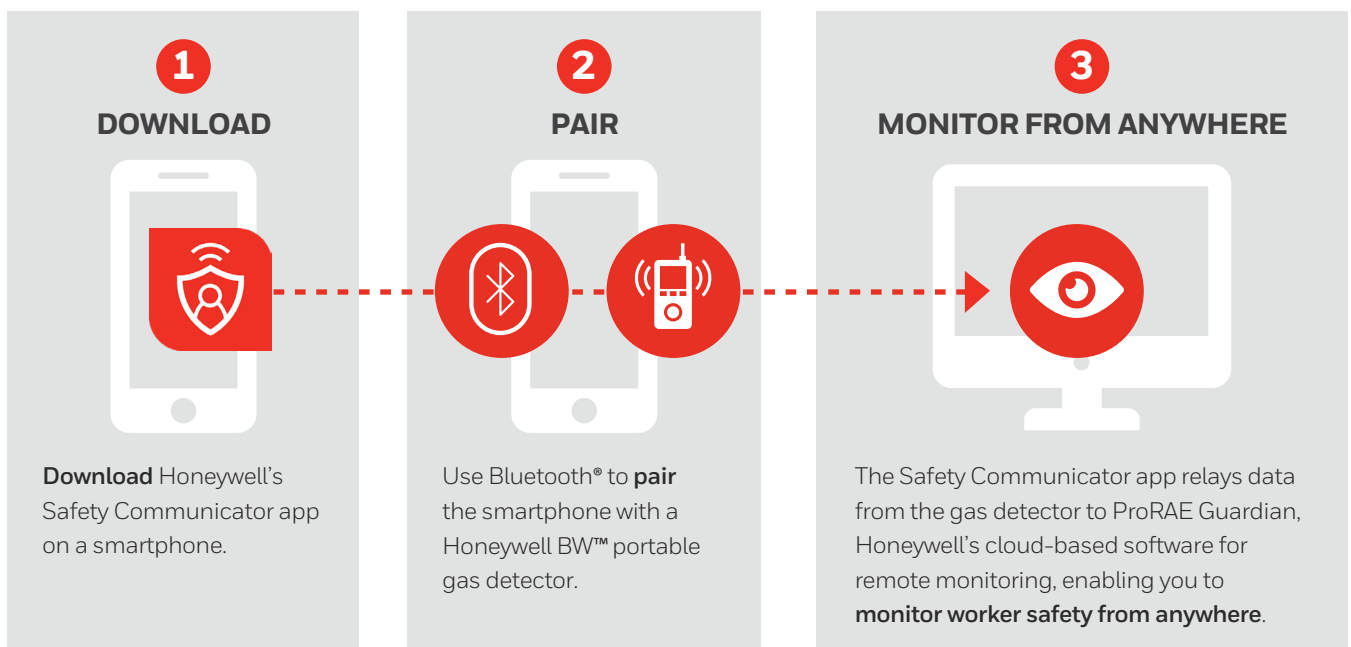 1
DOWNLOAD
Download Honeywell's
Safety Communicator app
on a smartphone.
2
PAIR
Use Bluetooth® to pair
the smartphone with a
Honeywell BW™ portable
gas detector.
3
MONITOR FROM ANYWHERE
The Safety Communicator app relays data
from the gas detector to ProRAE Guardian,
Honeywell's cloud-based software for
remote monitoring, enabling you to
monitor worker safety from anywhere.